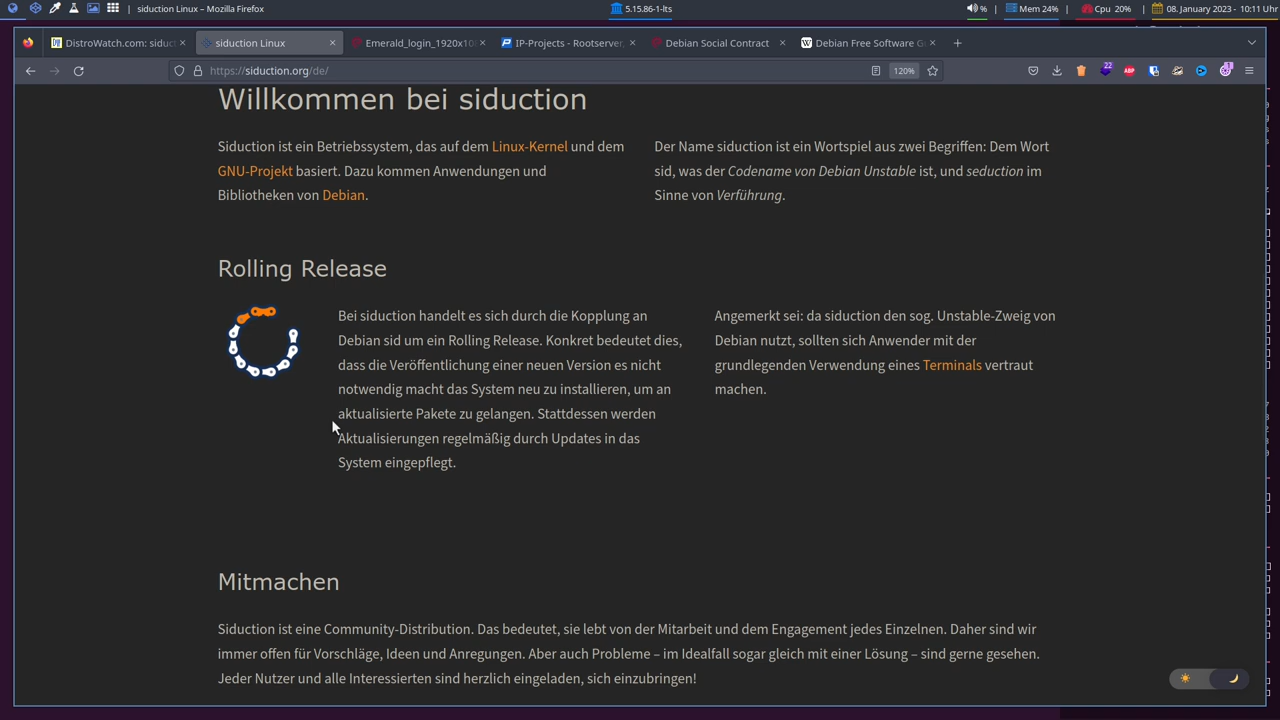 siduction Linux – Mozilla Firefox
5.15.86-1-lts
%
Mem 24%
Cpu 20%
08. January 2023 - 10:11 Uhr
DistroWatch.com: siduct
siduction Linux
Emerald_login_1920x10
IP-Projects - Rootserver,
Debian Social Contract
Debian Free Software G
https://siduction.org/de/
120%
22
ABP
1
Willkommen bei siduction
Siduction ist ein Betriebssystem, das auf dem Linux-Kernel und dem
GNU-Projekt basiert. Dazu kommen Anwendungen und
Bibliotheken von Debian.
Der Name siduction ist ein Wortspiel aus zwei Begriffen: Dem Wort
sid, was der Codename von Debian Unstable ist, und seduction im
Sinne von Verführung.
Rolling Release
Bei siduction handelt es sich durch die Kopplung an
Debian sid um ein Rolling Release. Konkret bedeutet dies,
dass die Veröffentlichung einer neuen Version es nicht
notwendig macht das System neu zu installieren, um an
aktualisierte Pakete zu gelangen. Stattdessen werden
Aktualisierungen regelmäßig durch Updates in das
System eingepflegt.
Angemerkt sei: da siduction den sog. Unstable-Zweig von
Debian nutzt, sollten sich Anwender mit der
grundlegenden Verwendung eines Terminals vertraut
machen.
Mitmachen
Siduction ist eine Community-Distribution. Das bedeutet, sie lebt von der Mitarbeit und dem Engagement jedes Einzelnen. Daher sind wir
immer offen für Vorschläge, Ideen und Anregungen. Aber auch Probleme – im Idealfall sogar gleich mit einer Lösung – sind gerne gesehen.
Jeder Nutzer und alle Interessierten sind herzlich eingeladen, sich einzubringen!